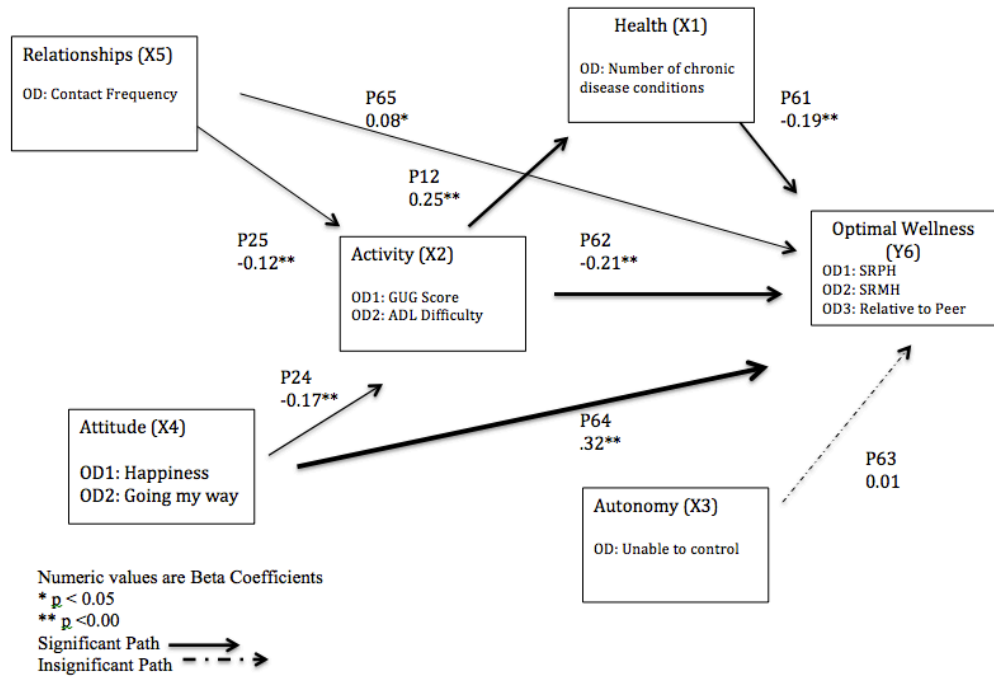 Relationships (X5)
OD: Contact Frequency
Health (X1)
OD: Number of chronic
disease conditions
P65
0.08*
P61
-0.19**
P12
0.25**
P25
-0.12**
Activity (X2)
OD1: GUG Score
OD2: ADL Difficulty
P62
-0.21**
Optimal Wellness
(Y6)
OD1: SRPH
OD2: SRMH
OD3: Relative to Peer
P24
-0.17**
Attitude (X4)
OD1: Happiness
OD2: Going my way
P64
.32**
P63
0.01
Autonomy (X3)
OD: Unable to control
Numeric values are Beta Coefficients
* p < 0.05
** p <0.00
Significant Path
Insignificant Path